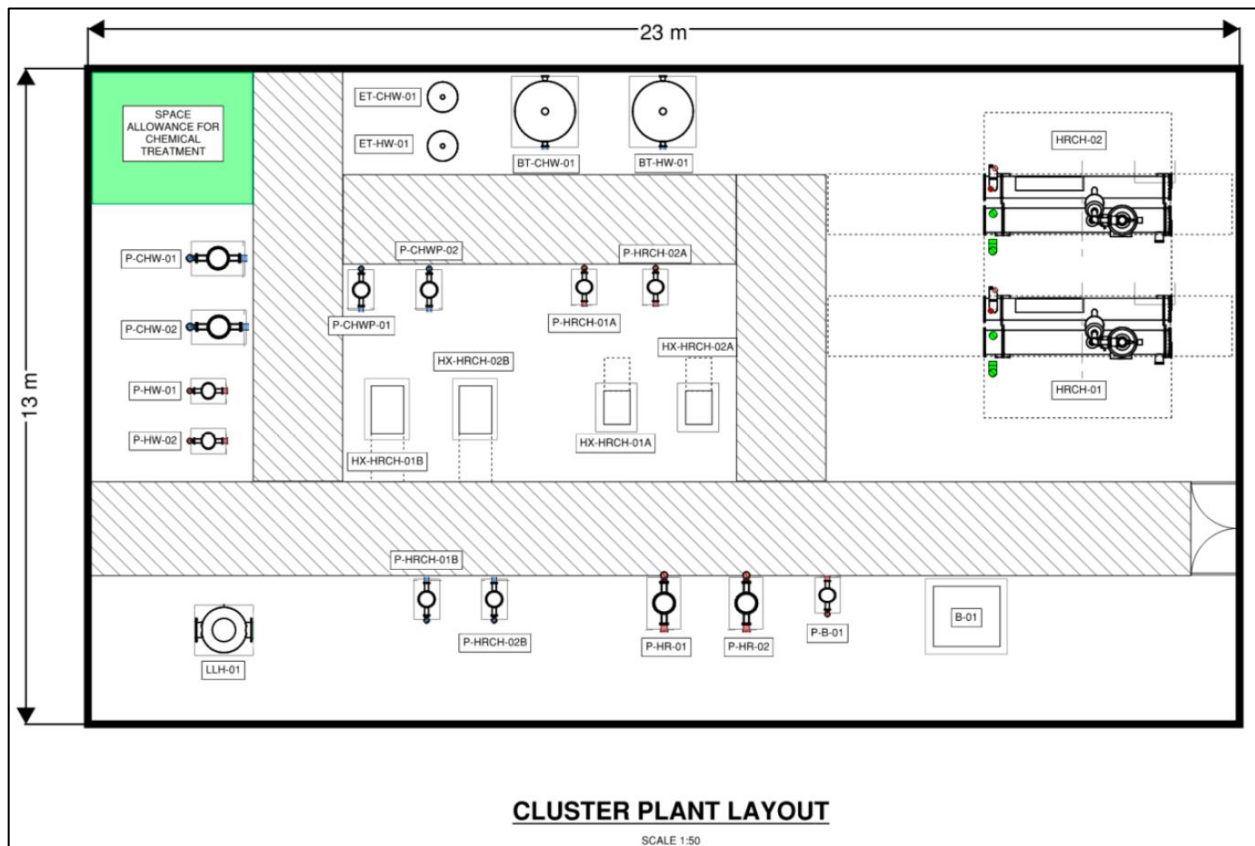 23 m
13 m
SPACE
ALLOWANCE FOR
CHEMICAL
TREATMENT
ET-CHW-01
ET-HW-01
BT-CHW-01
BT-HW-01
HRCH-02
P-CHW-01
P-CHWP-02
P-HRCH-02A
P-CHW-02
P-CHWP-01
P-HRCH-01A
HX-HRCH-02B
HX-HRCH-02A
P-HW-01
HRCH-01
P-HW-02
HX-HRCH-01B
HX-HRCH-01A
P-HRCH-01B
P-HRCH-02B
P-HR-01
P-HR-02
P-B-01
B-01
LLH-01
CLUSTER PLANT LAYOUT
SCALE 1:50